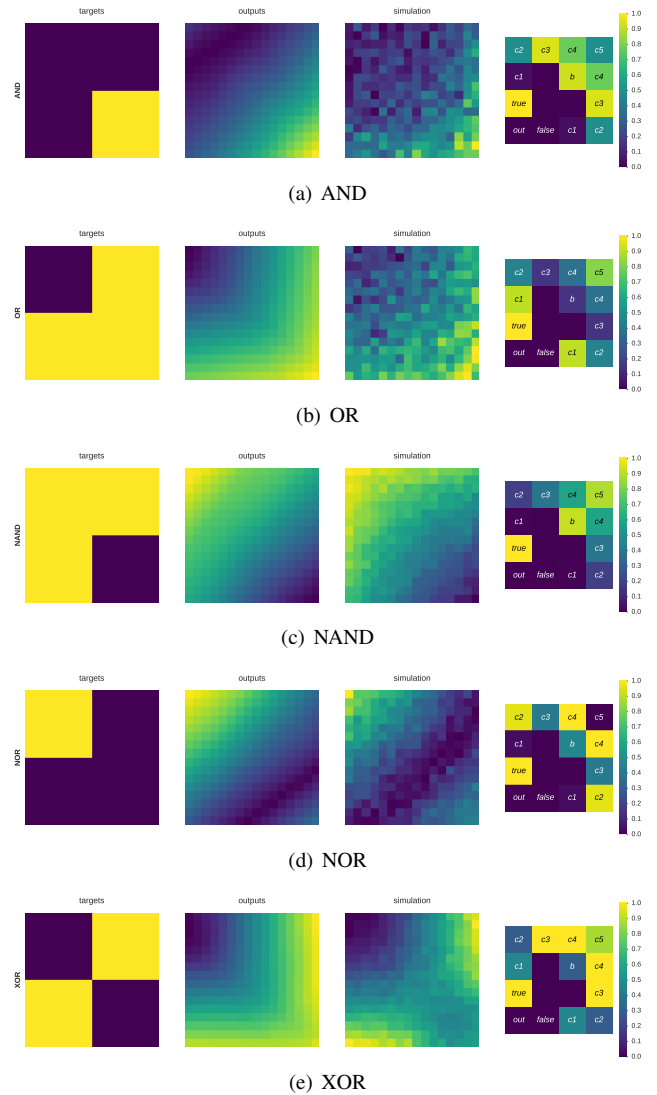 targets outputs simulation
AND
c2 c3 c4 c5
c1 b c4
true c3
out false c1 c2
1.0
0.9
0.8
0.7
0.6
0.5
0.4
0.3
0.2
0.1
0.0
(a) AND
targets outputs simulation
OR
c2 c3 c4 c5
c1 b c4
true c3
out false c1 c2
1.0
0.9
0.8
0.7
0.6
0.5
0.4
0.3
0.2
0.1
0.0
(b) OR
targets outputs simulation
NAND
c2 c3 c4 c5
c1 b c4
true c3
out false c1 c2
1.0
0.9
0.8
0.7
0.6
0.5
0.4
0.3
0.2
0.1
0.0
(c) NAND
targets outputs simulation
NOR
c2 c3 c4 c5
c1 b c4
true c3
out false c1 c2
1.0
0.9
0.8
0.7
0.6
0.5
0.4
0.3
0.2
0.1
0.0
(d) NOR
targets outputs simulation
XOR
c2 c3 c4 c5
c1 b c4
true c3
out false c1 c2
1.0
0.9
0.8
0.7
0.6
0.5
0.4
0.3
0.2
0.1
0.0
(e) XOR